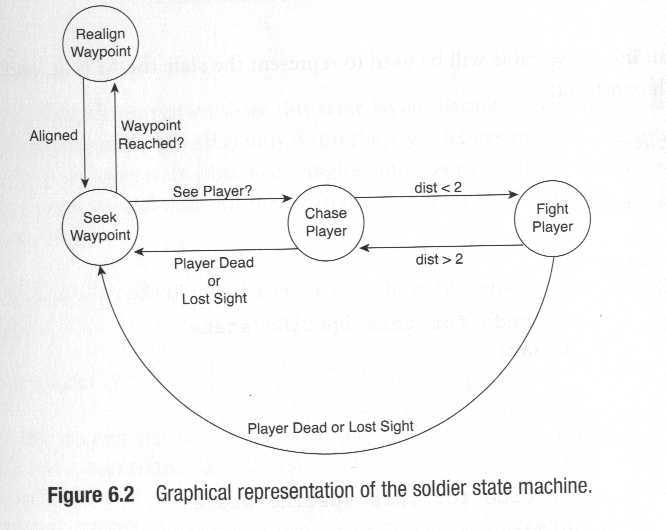 Realign
Waypoint
Aligned
Waypoint
Reached?
See Player?
dist < 2
Seek
Waypoint
Chase
Player
Fight
Player
Player Dead
or
Lost Sight
dist > 2
Player Dead or Lost Sight
Figure 6.2 Graphical representation of the soldier state machine.